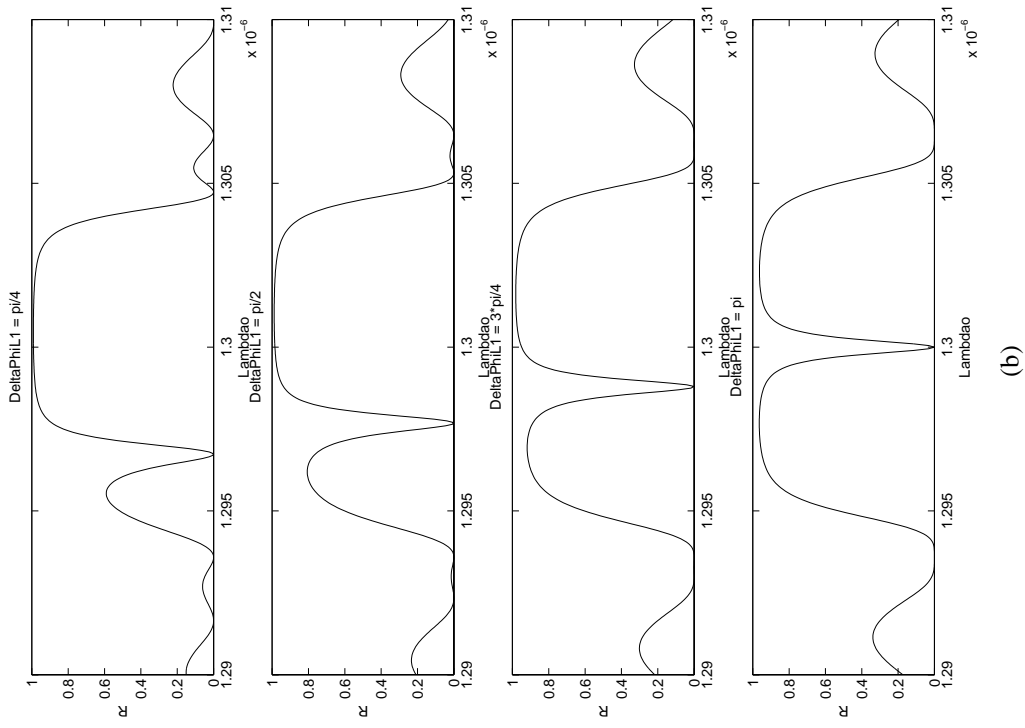 DeltaPhiL1 = pi/4
1
0.8
0.6
R
0.4
0.2
0
1.29 1.295 1.3 1.305 1.31
Lambdao
x 10⁻⁶
DeltaPhiL1 = pi/2
1
0.8
0.6
R
0.4
0.2
0
1.29 1.295 1.3 1.305 1.31
Lambdao
x 10⁻⁶
DeltaPhiL1 = 3*pi/4
1
0.8
0.6
R
0.4
0.2
0
1.29 1.295 1.3 1.305 1.31
Lambdao
x 10⁻⁶
DeltaPhiL1 = pi
1
0.8
0.6
R
0.4
0.2
0
1.29 1.295 1.3 1.305 1.31
Lambdao
x 10⁻⁶
(b)